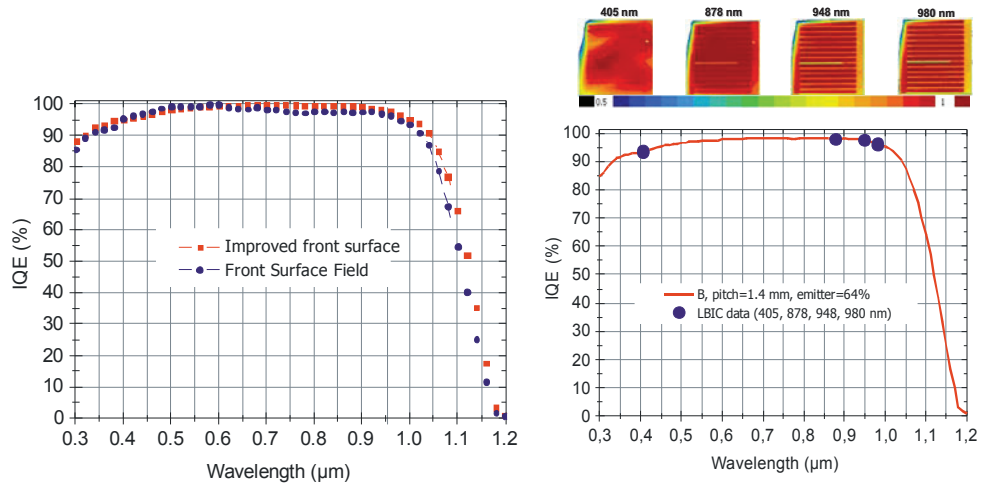 100
90
80
70
60
50
40
30
20
10
0
IQE (%)
Improved front surface
Front Surface Field
0.3 0.4 0.5 0.6 0.7 0.8 0.9 1.0 1.1 1.2
Wavelength (µm)
405 nm 878 nm 948 nm 980 nm
0.5 1
100
90
80
70
60
50
40
30
20
10
0
IQE (%)
B, pitch=1.4 mm, emitter=64%
LBIC data (405, 878, 948, 980 nm)
0,3 0,4 0,5 0,6 0,7 0,8 0,9 1,0 1,1 1,2
Wavelength (µm)